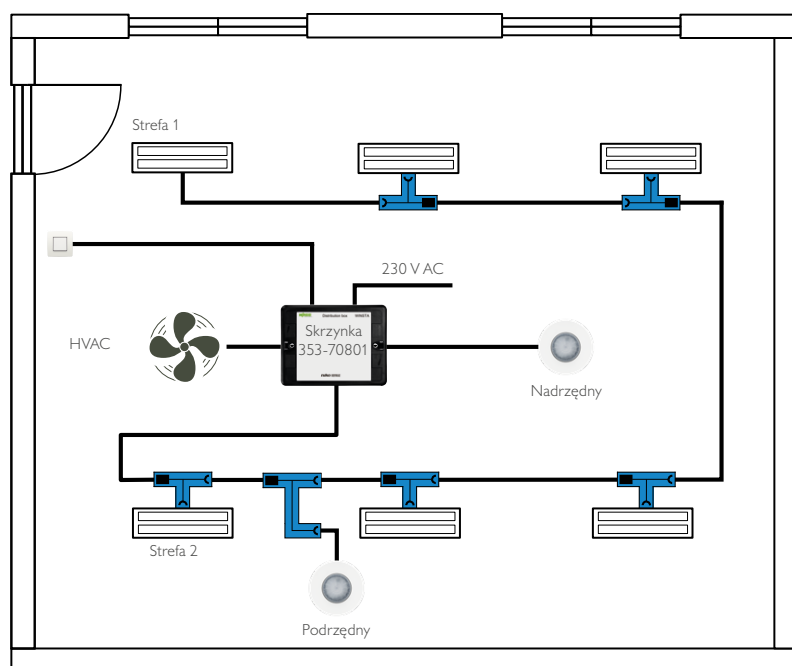 Strefa 1
230 V AC
Skrzynka
353-70801
HVAC
Nadrzędny
Strefa 2
Podrzędny